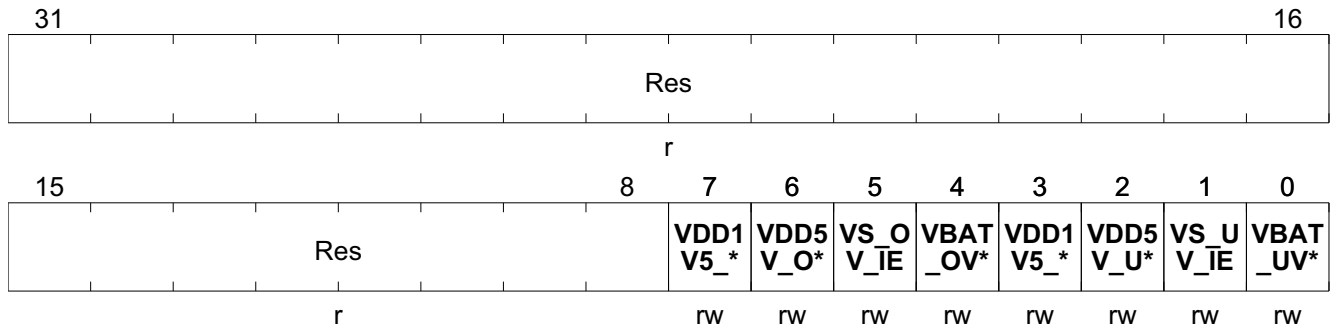 31 16
Res
r
15 8 7 6 5 4 3 2 1 0
Res VDD1 VDD5 VS_O VBAT VDD1 VDD5 VS_U VBAT
V5_* V_O* V_IE _OV* V5_* V_U* V_IE _UV*
r rw rw rw rw rw rw rw rw